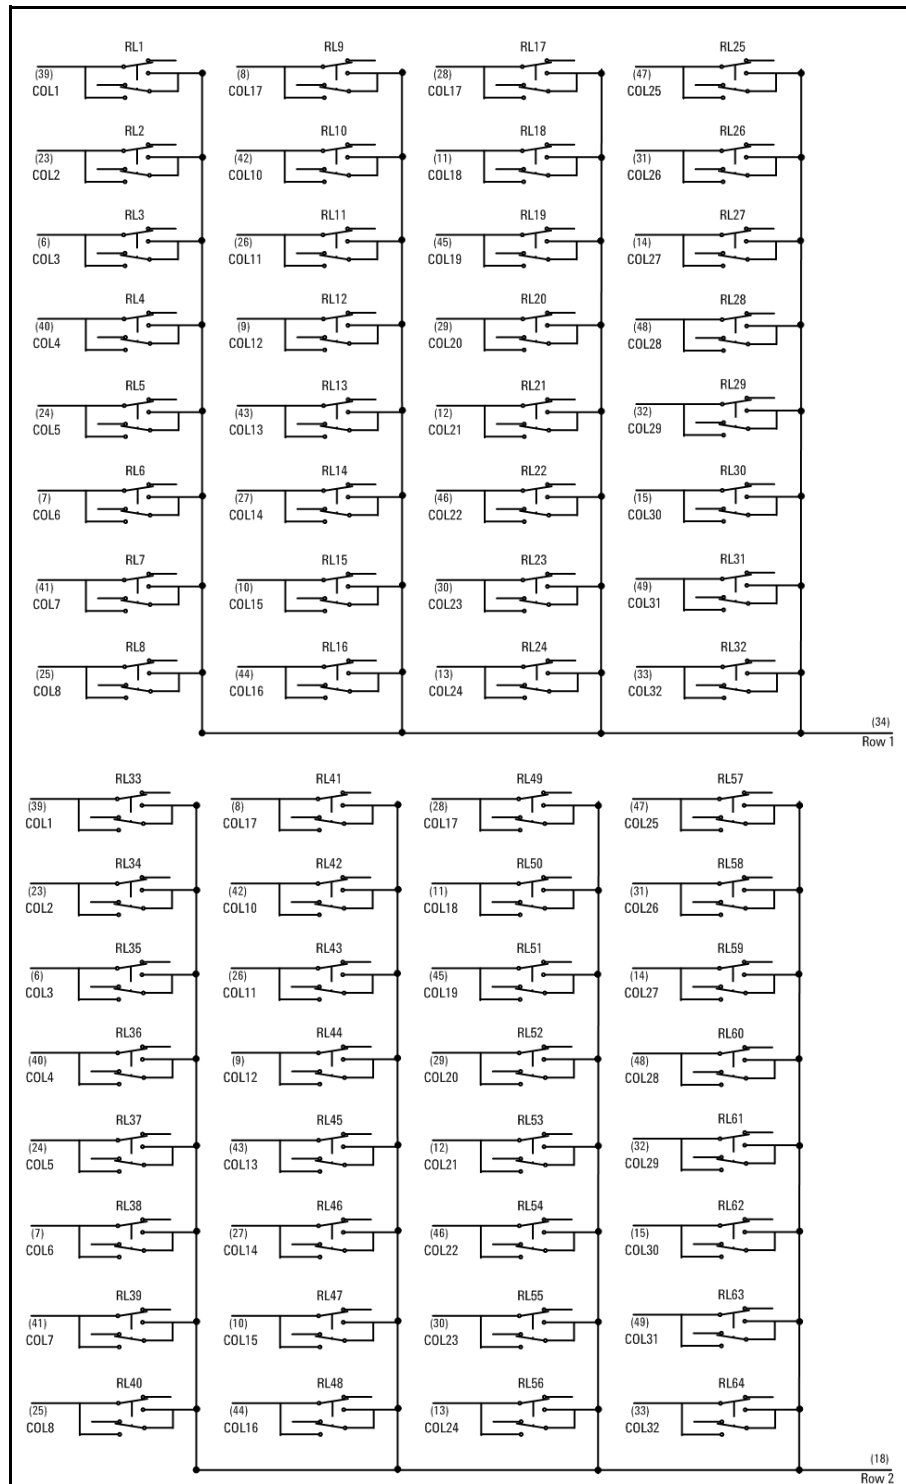 RL1 RL9 RL17 RL25
(39) (8) (28) (47)
COL1 COL17 COL17 COL25
RL2 RL10 RL18 RL26
(23) (42) (11) (31)
COL2 COL10 COL18 COL26
RL3 RL11 RL19 RL27
(6) (26) (45) (14)
COL3 COL11 COL19 COL27
RL4 RL12 RL20 RL28
(40) (9) (29) (48)
COL4 COL12 COL20 COL28
RL5 RL13 RL21 RL29
(24) (43) (12) (32)
COL5 COL13 COL21 COL29
RL6 RL14 RL22 RL30
(7) (27) (46) (15)
COL6 COL14 COL22 COL30
RL7 RL15 RL23 RL31
(41) (10) (30) (49)
COL7 COL15 COL23 COL31
RL8 RL16 RL24 RL32
(25) (44) (13) (33)
COL8 COL16 COL24 COL32
(34)
Row 1
RL33 RL41 RL49 RL57
(39) (8) (28) (47)
COL1 COL17 COL17 COL25
RL34 RL42 RL50 RL58
(23) (42) (11) (31)
COL2 COL10 COL18 COL26
RL35 RL43 RL51 RL59
(6) (26) (45) (14)
COL3 COL11 COL19 COL27
RL36 RL44 RL52 RL60
(40) (9) (29) (48)
COL4 COL12 COL20 COL28
RL37 RL45 RL53 RL61
(24) (43) (12) (32)
COL5 COL13 COL21 COL29
RL38 RL46 RL54 RL62
(7) (27) (46) (15)
COL6 COL14 COL22 COL30
RL39 RL47 RL55 RL63
(41) (10) (30) (49)
COL7 COL15 COL23 COL31
RL40 RL48 RL56 RL64
(25) (44) (13) (33)
COL8 COL16 COL24 COL32
(18)
Row 2